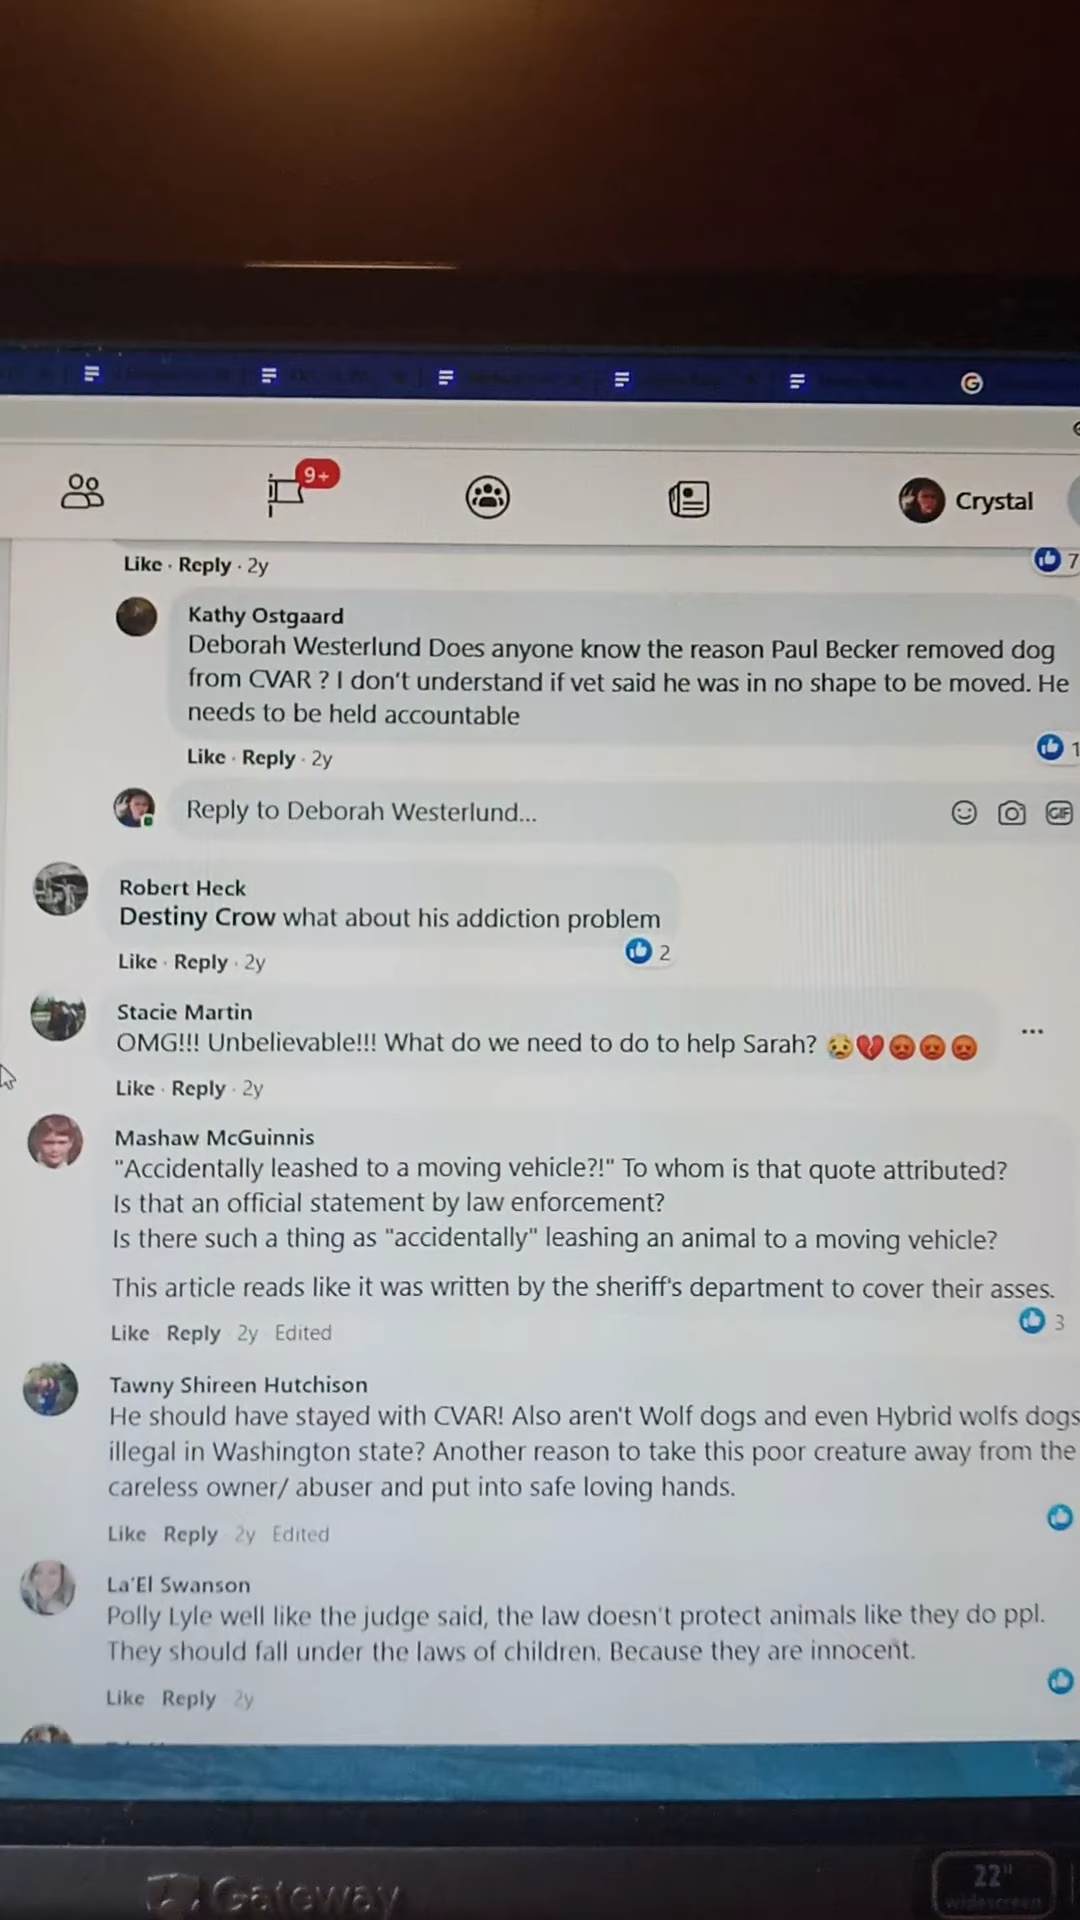 9+
Crystal
Like · Reply · 2y
7
Kathy Ostgaard
Deborah Westerlund Does anyone know the reason Paul Becker removed dog
from CVAR ? I don't understand if vet said he was in no shape to be moved. He
needs to be held accountable
Like · Reply · 2y
1
Reply to Deborah Westerlund...
GIF
Robert Heck
Destiny Crow what about his addiction problem
Like · Reply · 2y
2
Stacie Martin
OMG!!! Unbelievable!!! What do we need to do to help Sarah? 😥💔😡😡😡
Like · Reply · 2y
Mashaw McGuinnis
"Accidentally leashed to a moving vehicle?!" To whom is that quote attributed?
Is that an official statement by law enforcement?
Is there such a thing as "accidentally" leashing an animal to a moving vehicle?
This article reads like it was written by the sheriff's department to cover their asses.
Like Reply 2y Edited
3
Tawny Shireen Hutchison
He should have stayed with CVAR! Also aren't Wolf dogs and even Hybrid wolfs dogs
illegal in Washington state? Another reason to take this poor creature away from the
careless owner/ abuser and put into safe loving hands.
Like Reply 2y Edited
La'El Swanson
Polly Lyle well like the judge said, the law doesn't protect animals like they do ppl.
They should fall under the laws of children. Because they are innocent.
Like Reply 2y
Gateway
22"
widescreen